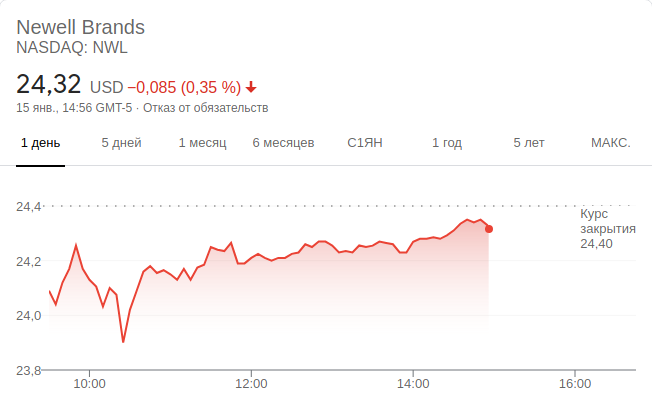 Newell Brands
NASDAQ: NWL
24,32 USD −0,085 (0,35 %)
15 янв., 14:56 GMT-5 · Отказ от обязательств
1 день 5 дней 1 месяц 6 месяцев С1ЯН 1 год 5 лет МАКС.
24,4
Курс
закрытия
24,40
24,2
24,0
23,8
10:00 12:00 14:00 16:00